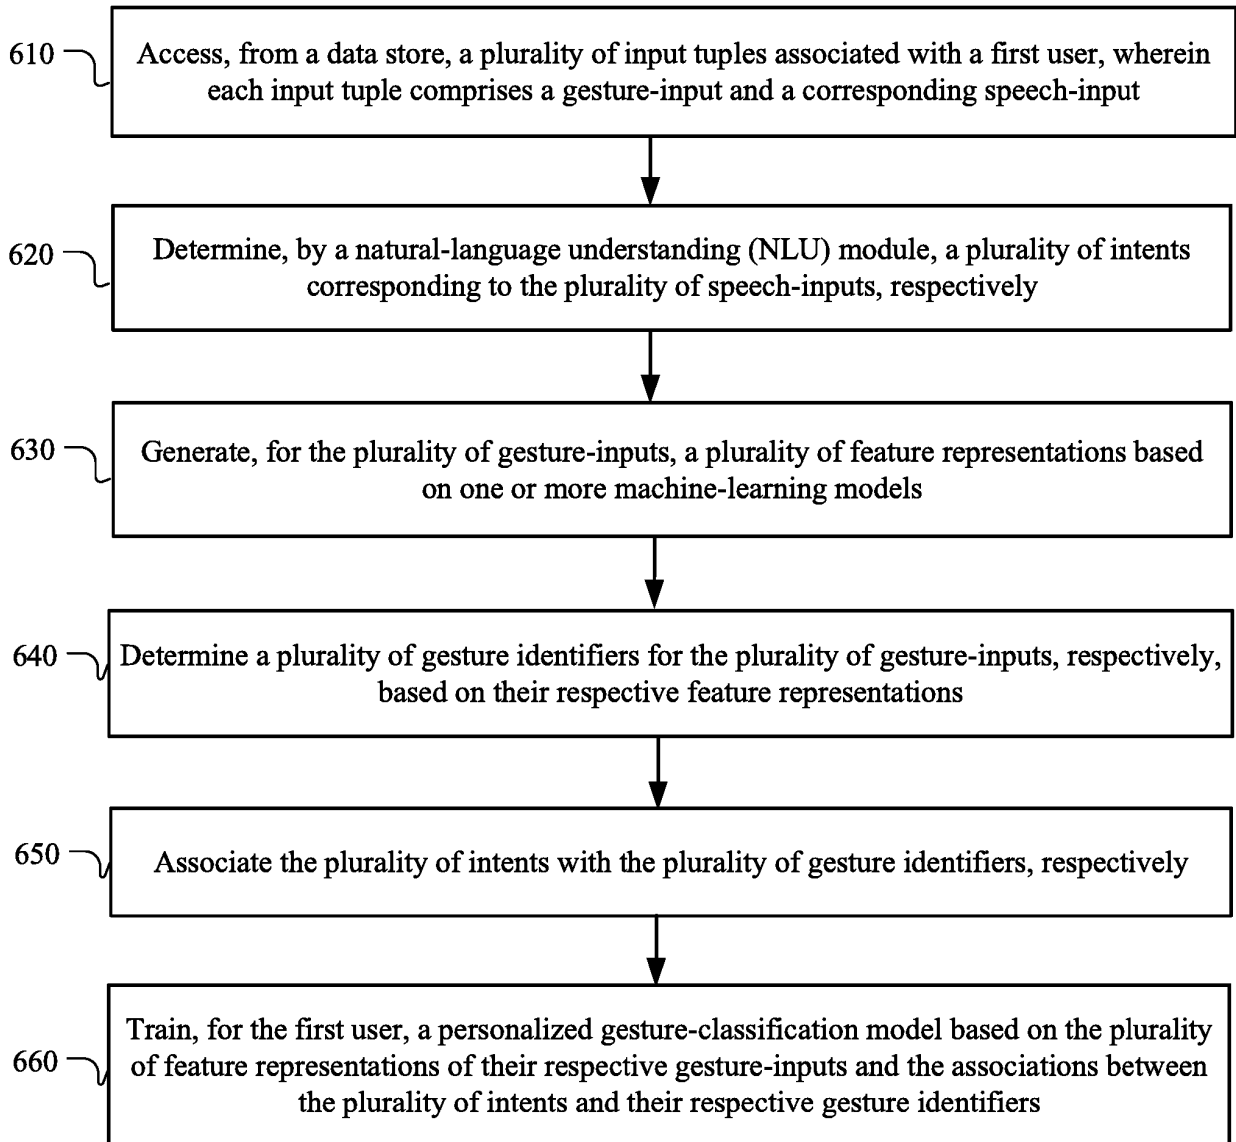 610
Access, from a data store, a plurality of input tuples associated with a first user, wherein
each input tuple comprises a gesture-input and a corresponding speech-input
620
Determine, by a natural-language understanding (NLU) module, a plurality of intents
corresponding to the plurality of speech-inputs, respectively
630
Generate, for the plurality of gesture-inputs, a plurality of feature representations based
on one or more machine-learning models
640
Determine a plurality of gesture identifiers for the plurality of gesture-inputs, respectively,
based on their respective feature representations
650
Associate the plurality of intents with the plurality of gesture identifiers, respectively
660
Train, for the first user, a personalized gesture-classification model based on the plurality
of feature representations of their respective gesture-inputs and the associations between
the plurality of intents and their respective gesture identifiers